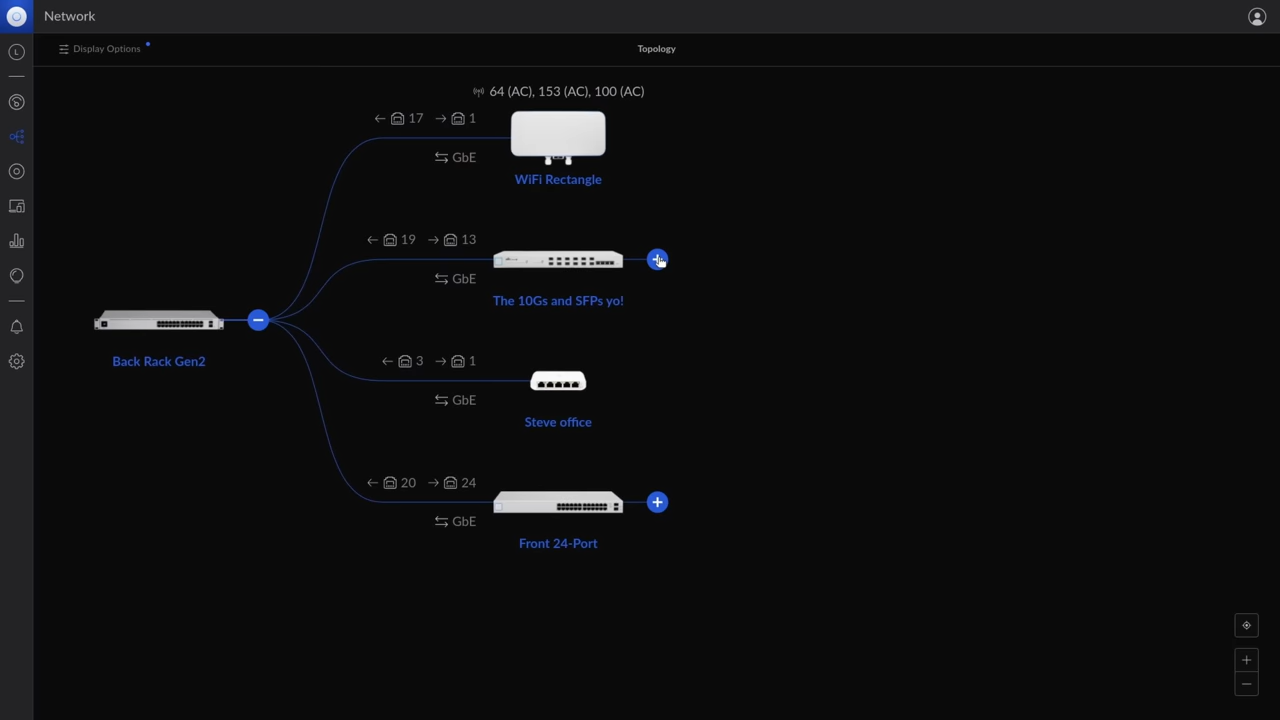 Network
L
Display Options
Topology
64 (AC), 153 (AC), 100 (AC)
← 17 → 1
GbE
WiFi Rectangle
← 19 → 13
GbE
The 10Gs and SFPs yo!
Back Rack Gen2
← 3 → 1
GbE
Steve office
← 20 → 24
GbE
Front 24-Port